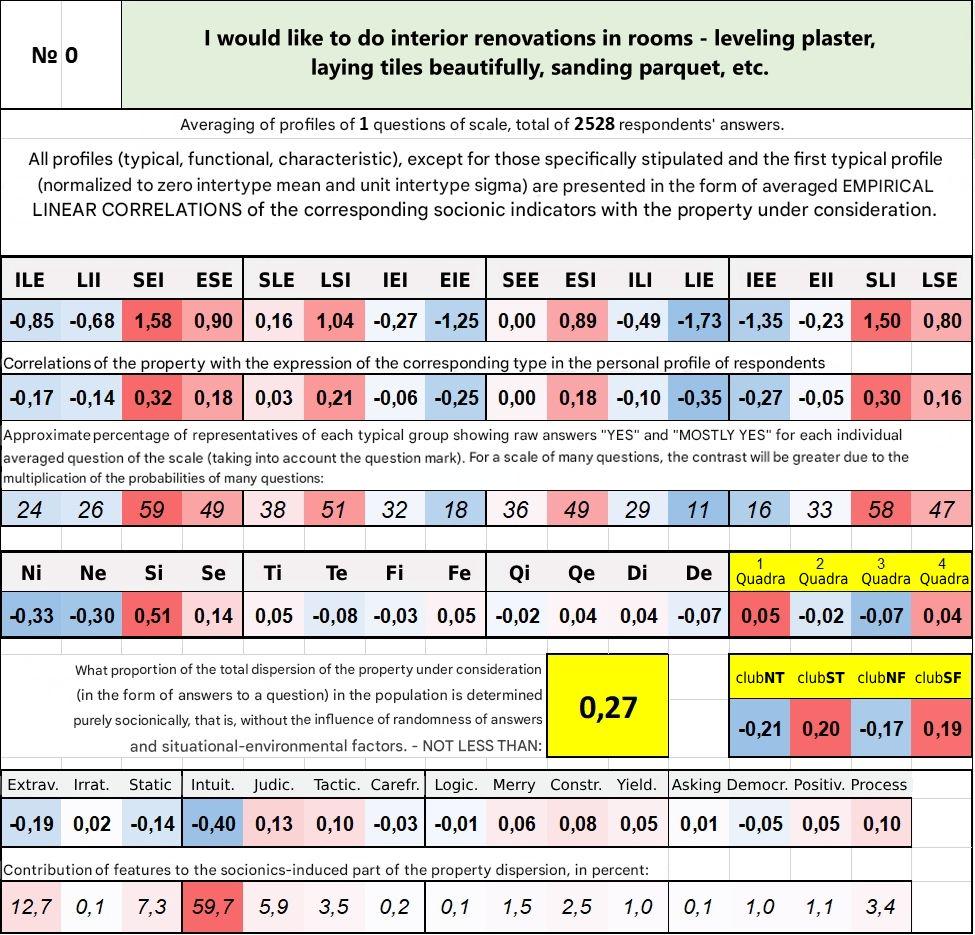 № 0
I would like to do interior renovations in rooms - leveling plaster,
laying tiles beautifully, sanding parquet, etc.
Averaging of profiles of 1 questions of scale, total of 2528 respondents' answers.
All profiles (typical, functional, characteristic), except for those specifically stipulated and the first typical profile
(normalized to zero intertype mean and unit intertype sigma) are presented in the form of averaged EMPIRICAL
LINEAR CORRELATIONS of the corresponding socionic indicators with the property under consideration.
ILE LII SEI ESE SLE LSI IEI EIE SEE ESI ILI LIE IEE EII SLI LSE
-0,85 -0,68 1,58 0,90 0,16 1,04 -0,27 -1,25 0,00 0,89 -0,49 -1,73 -1,35 -0,23 1,50 0,80
Correlations of the property with the expression of the corresponding type in the personal profile of respondents
-0,17 -0,14 0,32 0,18 0,03 0,21 -0,06 -0,25 0,00 0,18 -0,10 -0,35 -0,27 -0,05 0,30 0,16
Approximate percentage of representatives of each typical group showing raw answers "YES" and "MOSTLY YES" for each individual
averaged question of the scale (taking into account the question mark). For a scale of many questions, the contrast will be greater due to the
multiplication of the probabilities of many questions:
24 26 59 49 38 51 32 18 36 49 29 11 16 33 58 47
Ni Ne Si Se Ti Te Fi Fe Qi Qe Di De 1 Quadra 2 Quadra 3 Quadra 4 Quadra
-0,33 -0,30 0,51 0,14 0,05 -0,08 -0,03 0,05 -0,02 0,04 0,04 -0,07 0,05 -0,02 -0,07 0,04
What proportion of the total dispersion of the property under consideration
(in the form of answers to a question) in the population is determined
purely socionically, that is, without the influence of randomness of answers
and situational-environmental factors. - NOT LESS THAN:
0,27
clubNT clubST clubNF clubSF
-0,21 0,20 -0,17 0,19
Extrav. Irrat. Static Intuit. Judic. Tactic. Carefr. Logic. Merry Constr. Yield. Asking Democr. Positiv. Process
-0,19 0,02 -0,14 -0,40 0,13 0,10 -0,03 -0,01 0,06 0,08 0,05 0,01 -0,05 0,05 0,10
Contribution of features to the socionics-induced part of the property dispersion, in percent:
12,7 0,1 7,3 59,7 5,9 3,5 0,2 0,1 1,5 2,5 1,0 0,1 1,0 1,1 3,4